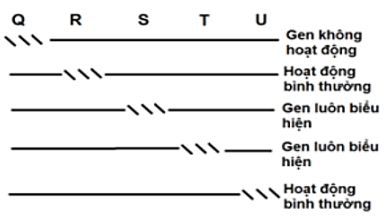 Q R S T U
Gen không
hoạt động
Hoạt động
bình thường
Gen luôn biểu
hiện
Gen luôn biểu
hiện
Hoạt động
bình thường